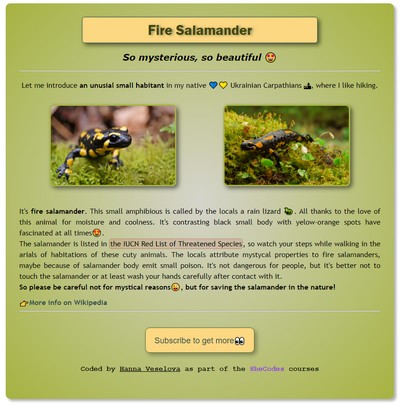 Fire Salamander
So mysterious, so beautiful 😍
Let me introduce an unusual small habitant in my native 💙💛 Ukrainian Carpathians ⛰, where I like hiking.
It's fire salamander. This small amphibious is called by the locals a rain lizard 🦎. All thanks to the love of
this animal for moisture and coolness. It's contrasting black small body with yelow-orange spots have
fascinated at all times😍.
The salamander is listed in the IUCN Red List of Threatened Species, so watch your steps while walking in the
arials of habitations of these cuty animals. The locals attribute mystycal properties to fire salamanders,
maybe because of salamander body emit small poison. It's not dangerous for people, but it's better not to
touch the salamander or at least wash your hands carefully after contact with it.
So please be careful not for mystical reasons😜, but for saving the salamander in the nature!
👉More info on Wikipedia
Subscribe to get more👀
Coded by Hanna Veselova as part of the SheCodes courses